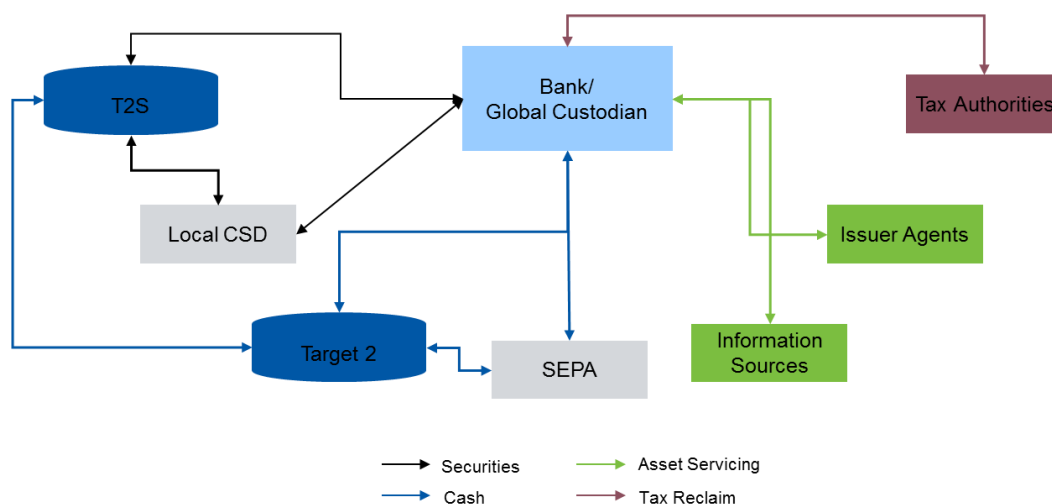 Bank/
Global Custodian
T2S
Tax Authorities
Local CSD
Issuer Agents
Target 2
SEPA
Information
Sources
Securities
Asset Servicing
Cash
Tax Reclaim